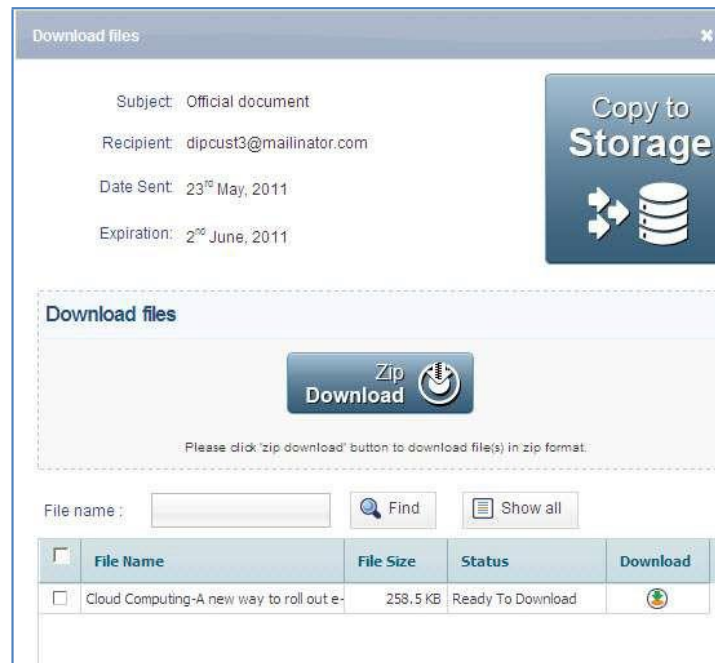 Download files
Subject: Official document
Recipient: dipcust3@mailinator.com
Date Sent: 23rd May, 2011
Expiration: 2nd June, 2011
Copy to
Storage
Download files
Zip
Download
Please click 'zip download' button to download file(s) in zip format.
File name : Find Show all
File Name File Size Status Download
Cloud Computing-A new way to roll out e- 258.5 KB Ready To Download